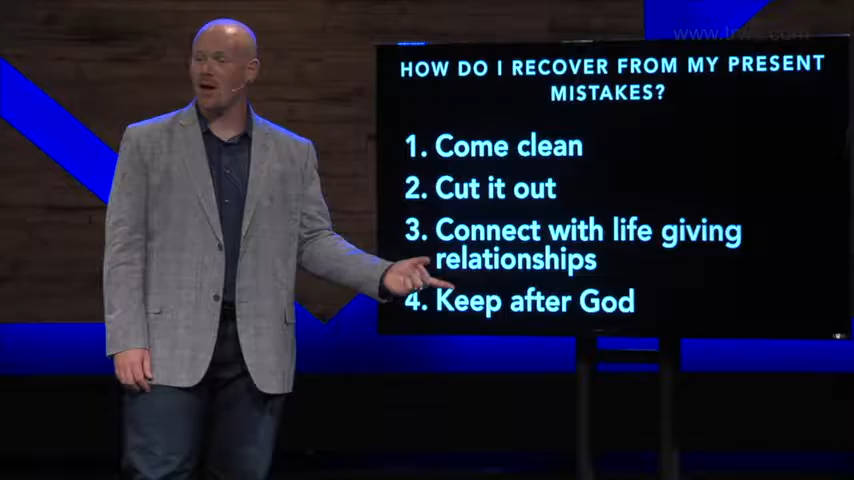 HOW DO I RECOVER FROM MY PRESENT
MISTAKES?
1. Come clean
2. Cut it out
3. Connect with life giving
relationships
4. Keep after God